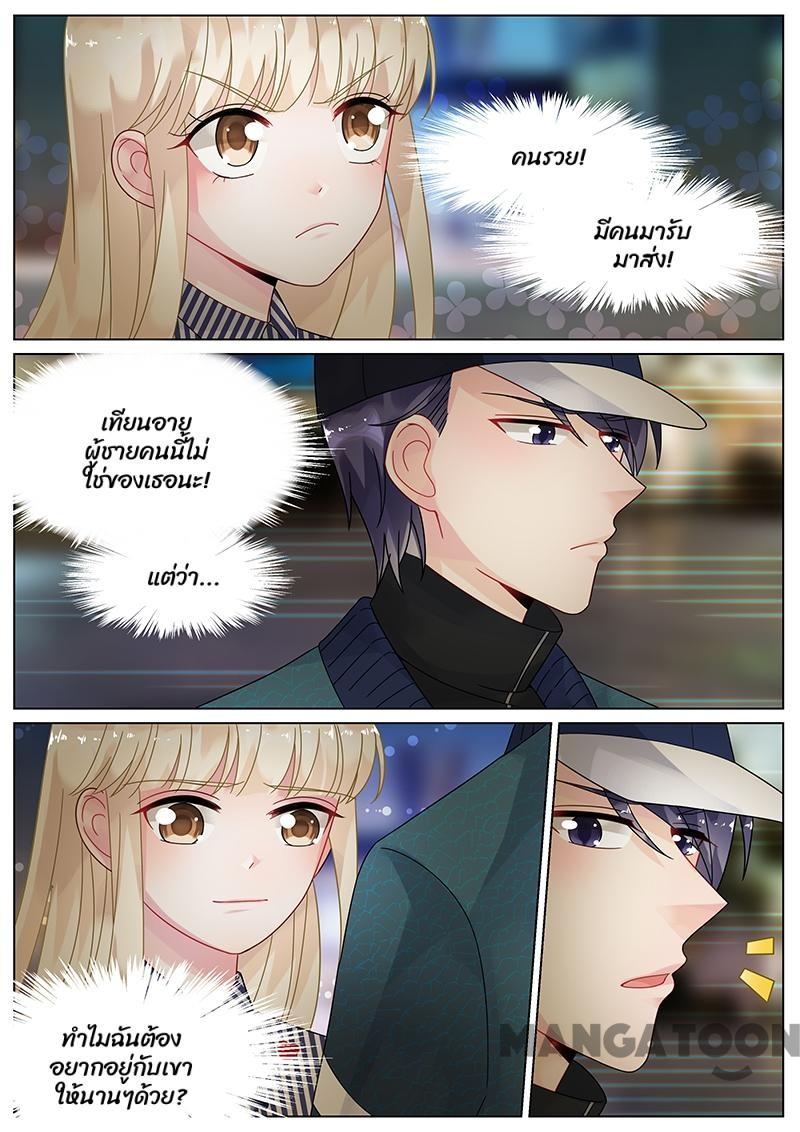 คนรวย!
มีคนมารับ
มาส่ง!
เทียนอาย
ผู้ชายคนนี้ไม่
ใช่ของเธอนะ!
แต่ว่า...
ทำไมฉันต้อง
อยากอยู่กับเขา
ให้นานๆด้วย?
MANGATOON